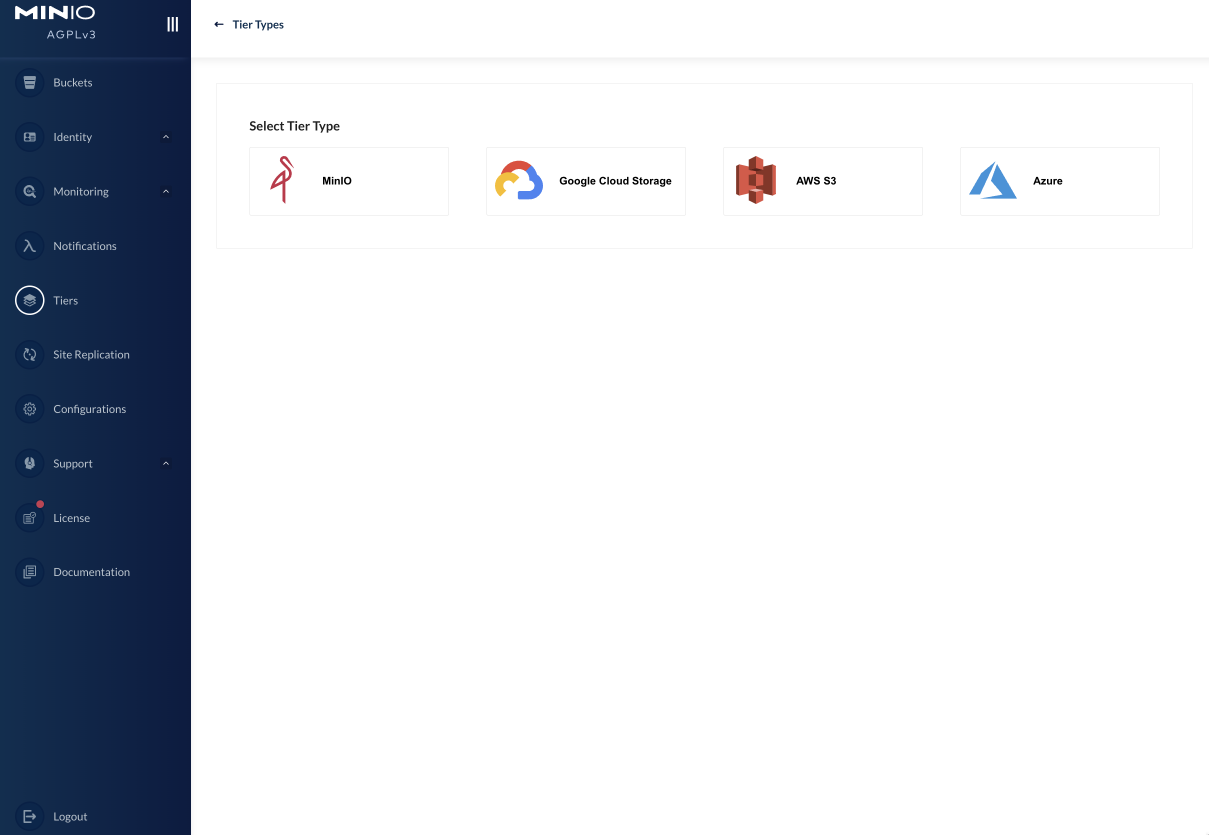 MINIO
AGPLv3
Buckets
Identity
Monitoring
Notifications
Tiers
Site Replication
Configurations
Support
License
Documentation
Logout
Tier Types
Select Tier Type
MinIO
Google Cloud Storage
AWS S3
Azure